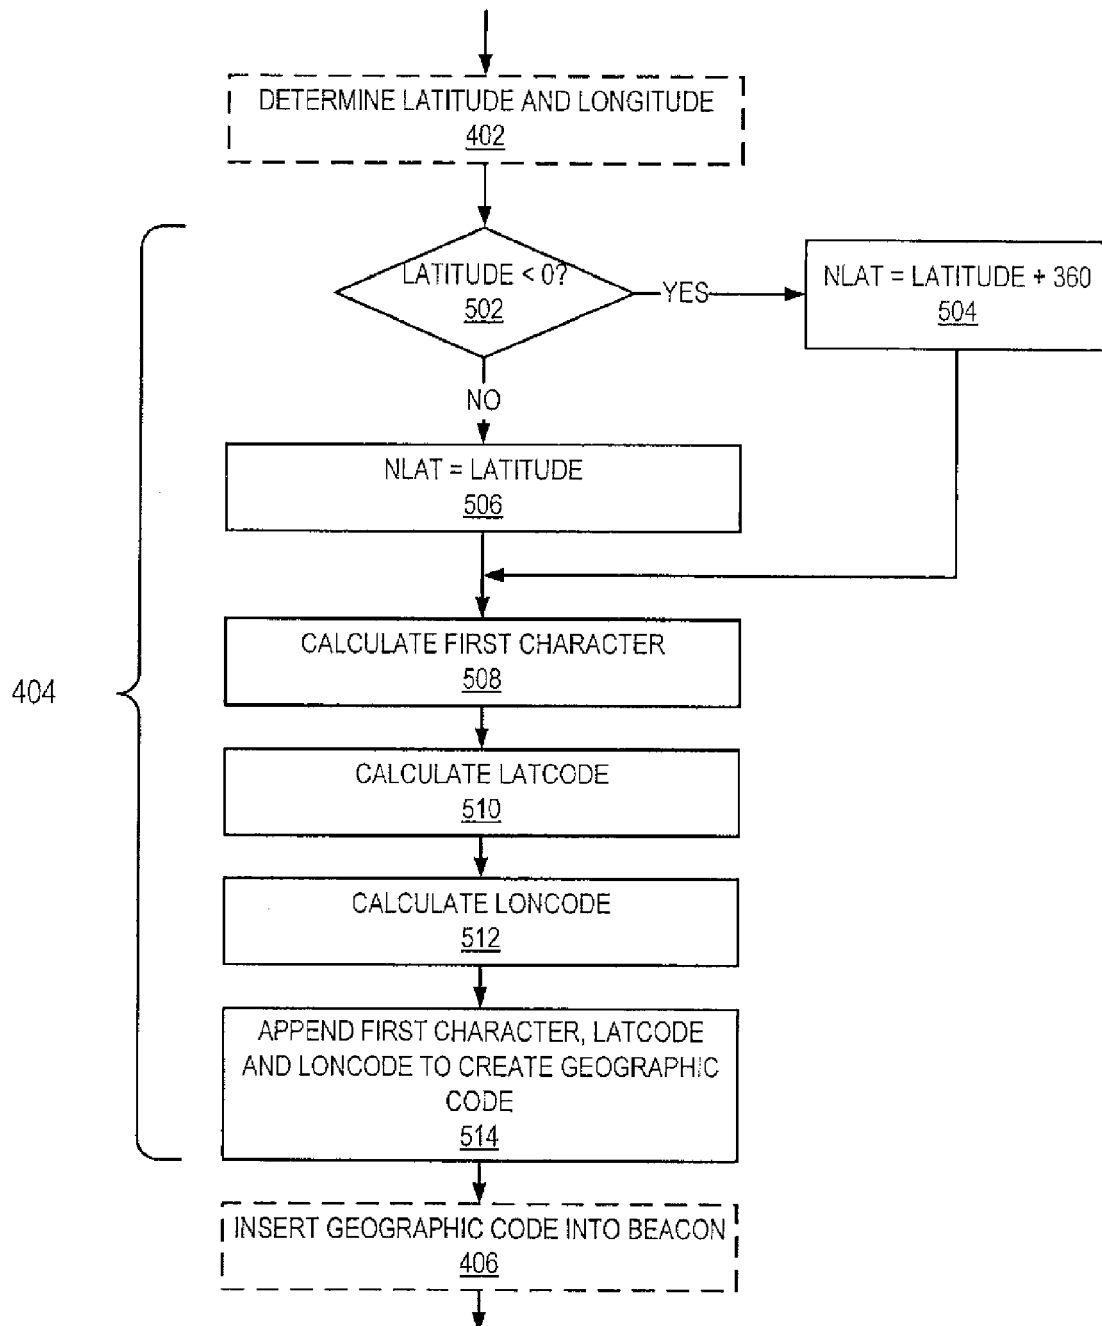 DETERMINE LATITUDE AND LONGITUDE
402
LATITUDE < 0?
502
YES
NLAT = LATITUDE + 360
504
NO
NLAT = LATITUDE
506
CALCULATE FIRST CHARACTER
508
404
CALCULATE LATCODE
510
CALCULATE LONCODE
512
APPEND FIRST CHARACTER, LATCODE
AND LONCODE TO CREATE GEOGRAPHIC
CODE
514
INSERT GEOGRAPHIC CODE INTO BEACON
406